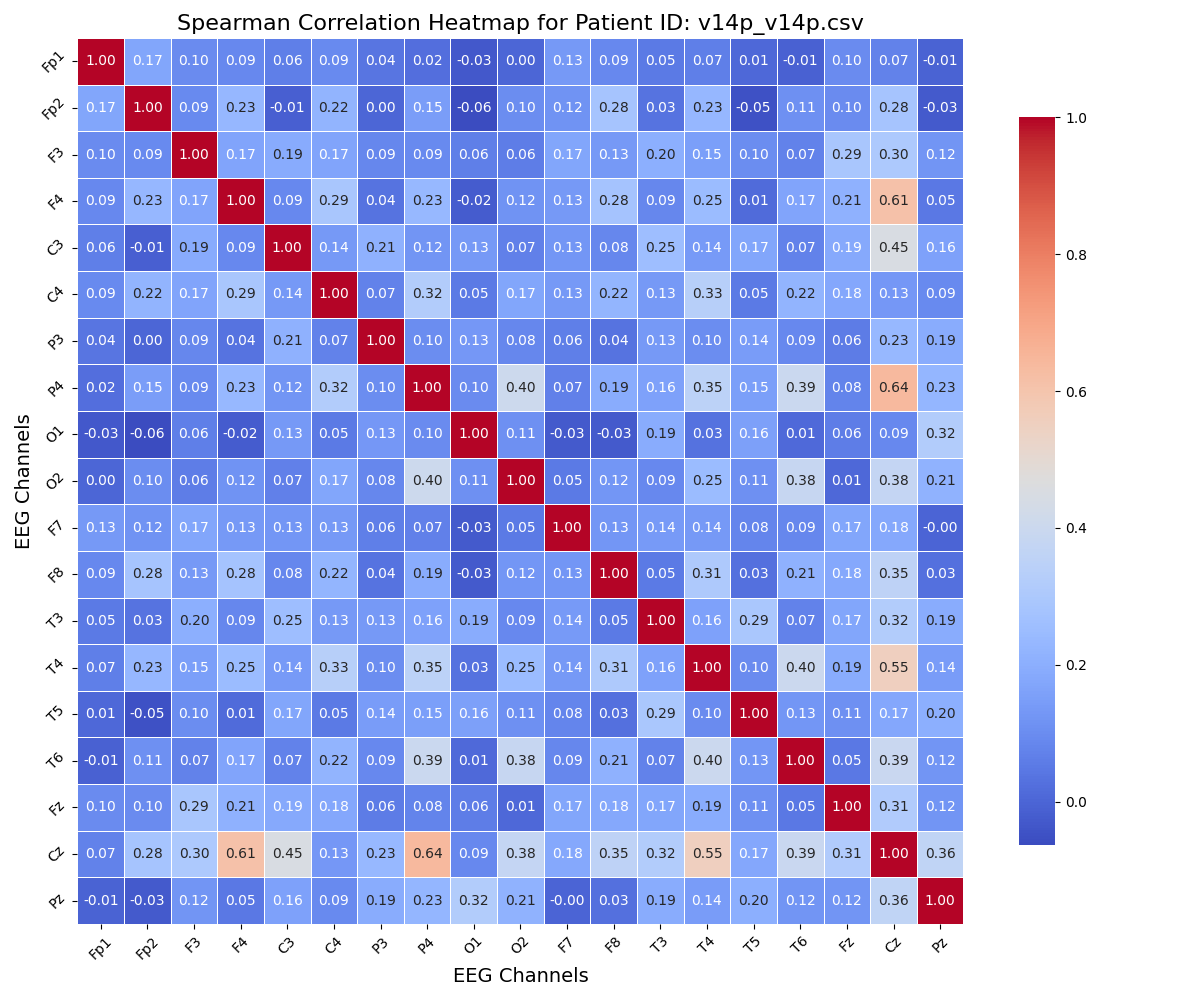 Spearman Correlation Heatmap for Patient ID: v14p_v14p.csv
Fp1 1.00 0.17 0.10 0.09 0.06 0.09 0.04 0.02 -0.03 0.00 0.13 0.09 0.05 0.07 0.01 -0.01 0.10 0.07 -0.01
Fp2 0.17 1.00 0.09 0.23 -0.01 0.22 0.00 0.15 -0.06 0.10 0.12 0.28 0.03 0.23 -0.05 0.11 0.10 0.28 -0.03
F3 0.10 0.09 1.00 0.17 0.19 0.17 0.09 0.09 0.06 0.06 0.17 0.13 0.20 0.15 0.10 0.07 0.29 0.30 0.12
F4 0.09 0.23 0.17 1.00 0.09 0.29 0.04 0.23 -0.02 0.12 0.13 0.28 0.09 0.25 0.01 0.17 0.21 0.61 0.05
C3 0.06 -0.01 0.19 0.09 1.00 0.14 0.21 0.12 0.13 0.07 0.13 0.08 0.25 0.14 0.17 0.07 0.19 0.45 0.16
C4 0.09 0.22 0.17 0.29 0.14 1.00 0.07 0.32 0.05 0.17 0.13 0.22 0.13 0.33 0.05 0.22 0.18 0.13 0.09
P3 0.04 0.00 0.09 0.04 0.21 0.07 1.00 0.10 0.13 0.08 0.06 0.04 0.13 0.10 0.14 0.09 0.06 0.23 0.19
P4 0.02 0.15 0.09 0.23 0.12 0.32 0.10 1.00 0.10 0.40 0.07 0.19 0.16 0.35 0.15 0.39 0.08 0.64 0.23
O1 -0.03 -0.06 0.06 -0.02 0.13 0.05 0.13 0.10 1.00 0.11 -0.03 -0.03 0.19 0.03 0.16 0.01 0.06 0.09 0.32
O2 0.00 0.10 0.06 0.12 0.07 0.17 0.08 0.40 0.11 1.00 0.05 0.12 0.09 0.25 0.11 0.38 0.01 0.38 0.21
F7 0.13 0.12 0.17 0.13 0.13 0.13 0.06 0.07 -0.03 0.05 1.00 0.13 0.14 0.14 0.08 0.09 0.17 0.18 -0.00
F8 0.09 0.28 0.13 0.28 0.08 0.22 0.04 0.19 -0.03 0.12 0.13 1.00 0.05 0.31 0.03 0.21 0.18 0.35 0.03
T3 0.05 0.03 0.20 0.09 0.25 0.13 0.13 0.16 0.19 0.09 0.14 0.05 1.00 0.16 0.29 0.07 0.17 0.32 0.19
T4 0.07 0.23 0.15 0.25 0.14 0.33 0.10 0.35 0.03 0.25 0.14 0.31 0.16 1.00 0.10 0.40 0.19 0.55 0.14
T5 0.01 -0.05 0.10 0.01 0.17 0.05 0.14 0.15 0.16 0.11 0.08 0.03 0.29 0.10 1.00 0.13 0.11 0.17 0.20
T6 -0.01 0.11 0.07 0.17 0.07 0.22 0.09 0.39 0.01 0.38 0.09 0.21 0.07 0.40 0.13 1.00 0.05 0.39 0.12
Fz 0.10 0.10 0.29 0.21 0.19 0.18 0.06 0.08 0.06 0.01 0.17 0.18 0.17 0.19 0.11 0.05 1.00 0.31 0.12
Cz 0.07 0.28 0.30 0.61 0.45 0.13 0.23 0.64 0.09 0.38 0.18 0.35 0.32 0.55 0.17 0.39 0.31 1.00 0.36
Pz -0.01 -0.03 0.12 0.05 0.16 0.09 0.19 0.23 0.32 0.21 -0.00 0.03 0.19 0.14 0.20 0.12 0.12 0.36 1.00
Fp1 Fp2 F3 F4 C3 C4 P3 P4 O1 O2 F7 F8 T3 T4 T5 T6 Fz Cz Pz
EEG Channels
EEG Channels
1.0
0.8
0.6
0.4
0.2
0.0